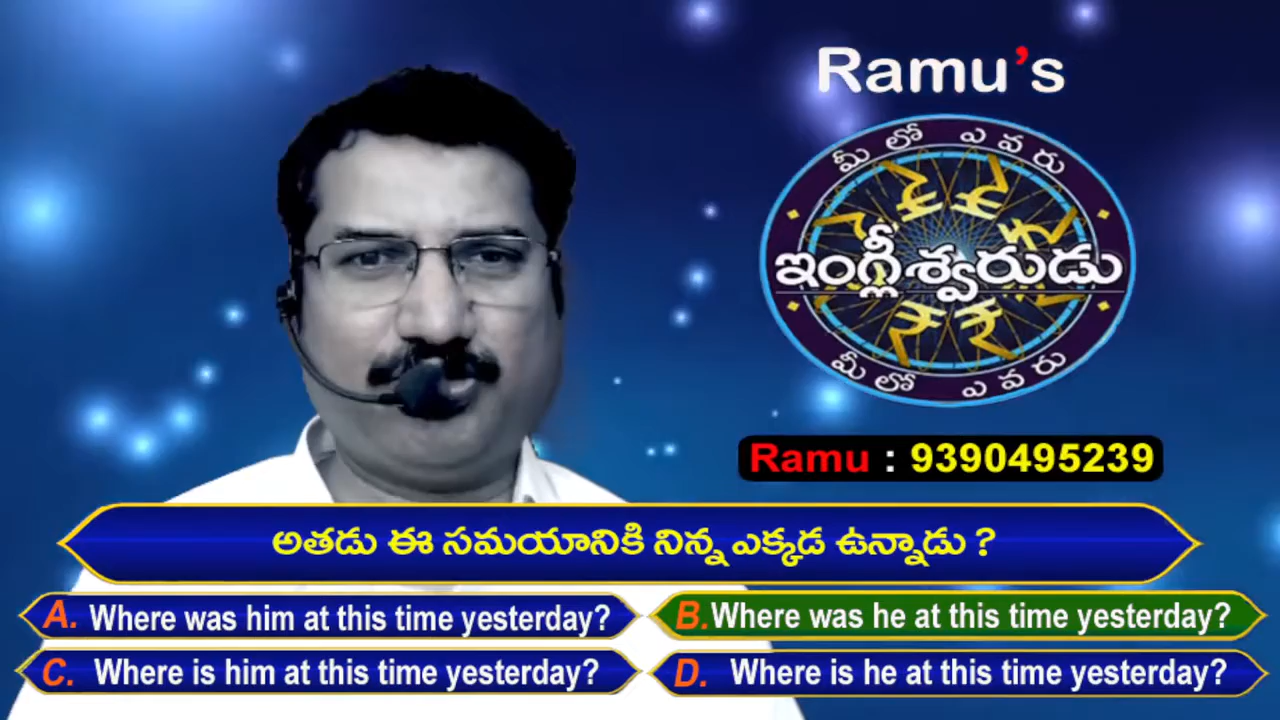 Ramu's
మీలో ఎవరు
ఇంగ్లీశ్వరుడు
మీలో ఎవరు
Ramu : 9390495239
అతడు ఈ సమయానికి నిన్న ఎక్కడ ఉన్నాడు ?
A. Where was him at this time yesterday?
B.Where was he at this time yesterday?
C. Where is him at this time yesterday?
D. Where is he at this time yesterday?